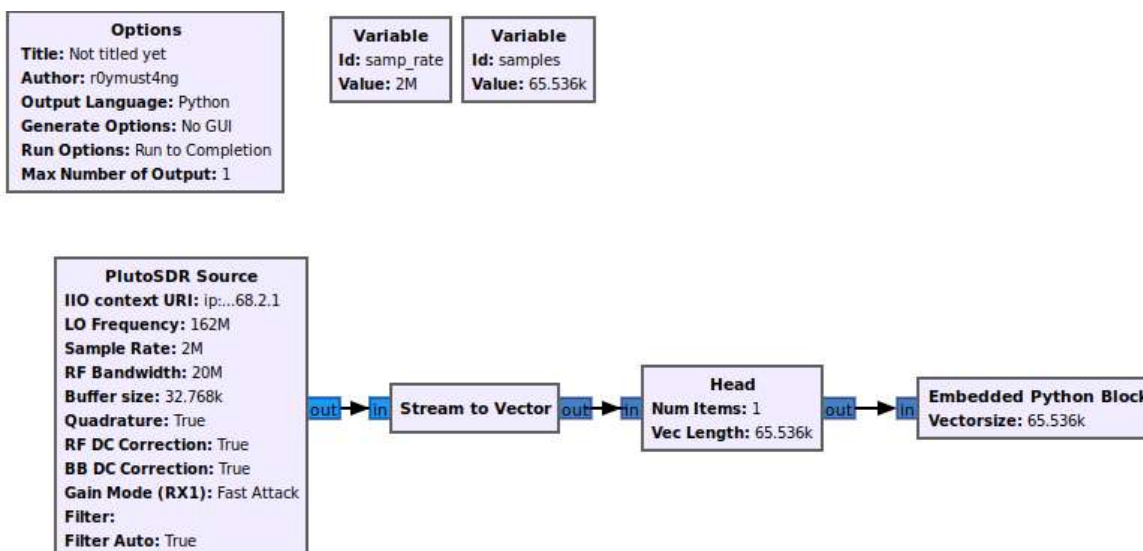 Options
Title: Not titled yet
Author: r0ymust4ng
Output Language: Python
Generate Options: No GUI
Run Options: Run to Completion
Max Number of Output: 1
Variable
Id: samp_rate
Value: 2M
Variable
Id: samples
Value: 65.536k
PlutoSDR Source
IIO context URI: ip:...68.2.1
LO Frequency: 162M
Sample Rate: 2M
RF Bandwidth: 20M
Buffer size: 32.768k
Quadrature: True
RF DC Correction: True
BB DC Correction: True
Gain Mode (RX1): Fast Attack
Filter:
Filter Auto: True
out
in
Stream to Vector
out
in
Head
Num Items: 1
Vec Length: 65.536k
out
in
Embedded Python Block
Vectorsize: 65.536k